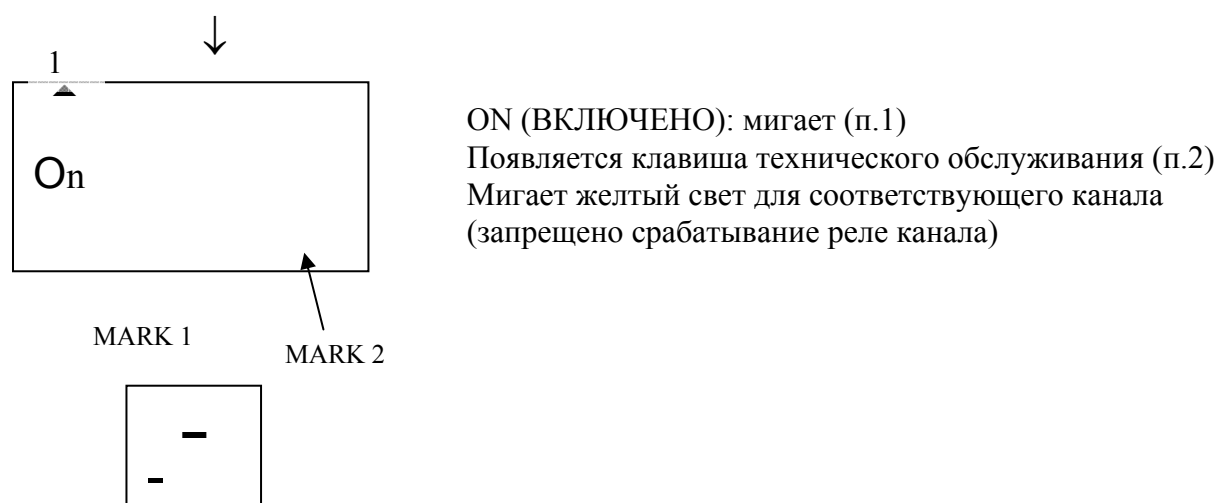 1
On
ON (ВКЛЮЧЕНО): мигает (п.1)
Появляется клавиша технического обслуживания (п.2)
Мигает желтый свет для соответствующего канала
(запрещено срабатывание реле канала)
MARK 1
MARK 2